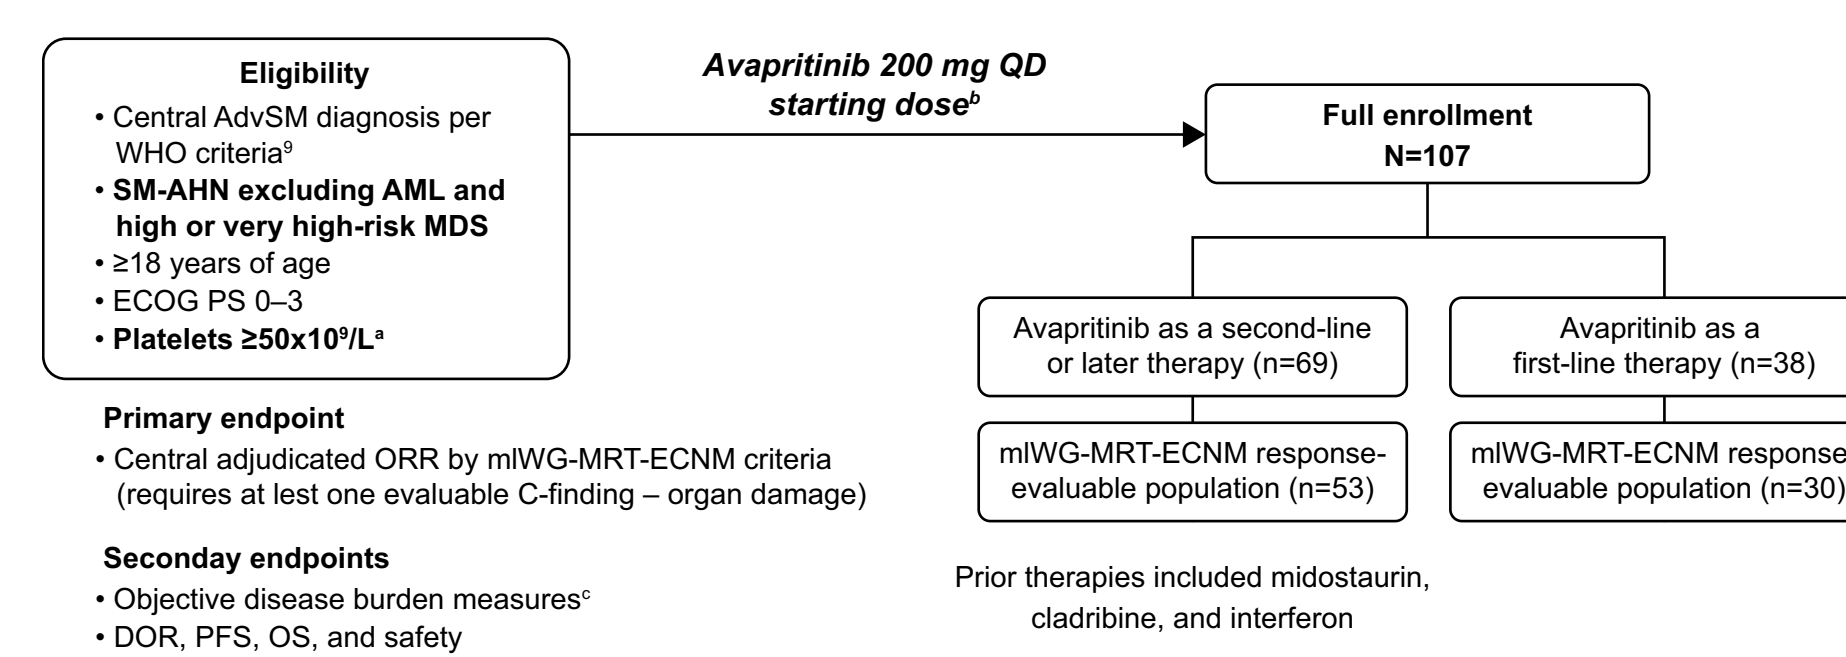 Eligibility
• Central AdvSM diagnosis per
WHO criteria⁹
• SM-AHN excluding AML and
high or very high-risk MDS
• ≥18 years of age
• ECOG PS 0–3
• Platelets ≥50x10⁹/Lᵃ
Avapritinib 200 mg QD
starting doseᵇ
Full enrollment
N=107
Avapritinib as a second-line
or later therapy (n=69)
Avapritinib as a
first-line therapy (n=38)
mIWG-MRT-ECNM response-
evaluable population (n=53)
mIWG-MRT-ECNM response
evaluable population (n=30)
Prior therapies included midostaurin,
cladribine, and interferon
Primary endpoint
• Central adjudicated ORR by mIWG-MRT-ECNM criteria
(requires at lest one evaluable C-finding – organ damage)
Seconday endpoints
• Objective disease burden measuresᶜ
• DOR, PFS, OS, and safety